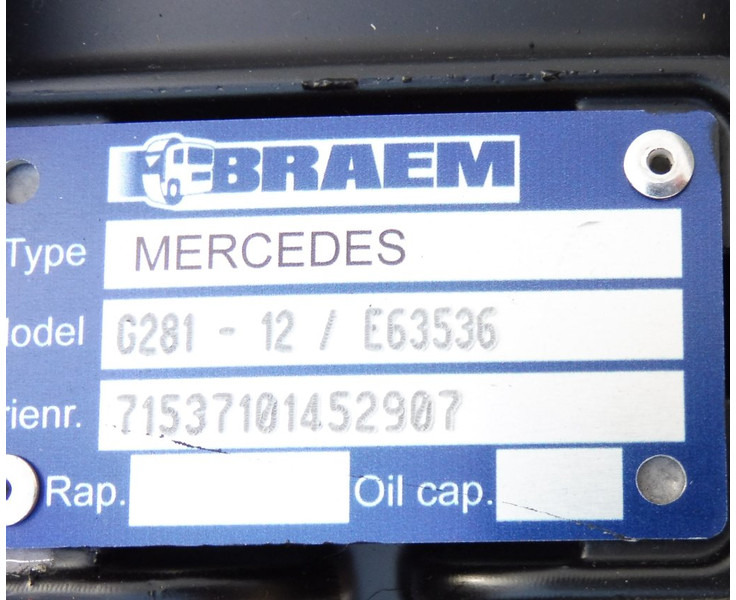 BRAEM
Type MERCEDES
odel G281 - 12 / E63536
rienr. 71537101452907
Rap. Oil cap.